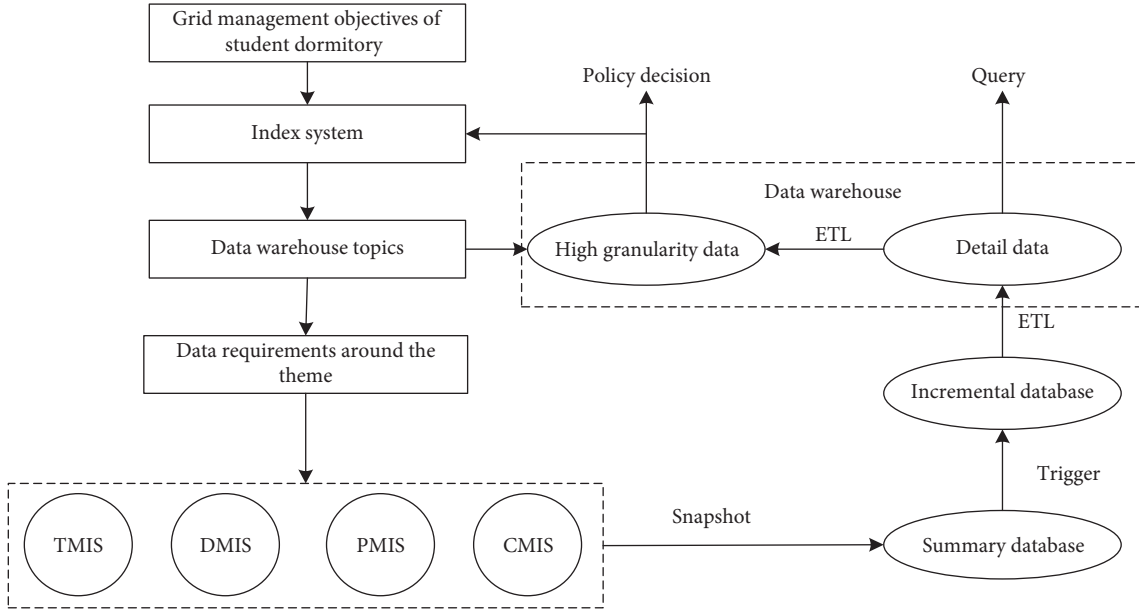 Grid management objectives of
student dormitory
Policy decision
Query
Index system
Data warehouse
Data warehouse topics
High granularity data
ETL
Detail data
ETL
Data requirements around the
theme
Incremental database
Trigger
Snapshot
TMIS
DMIS
PMIS
CMIS
Summary database